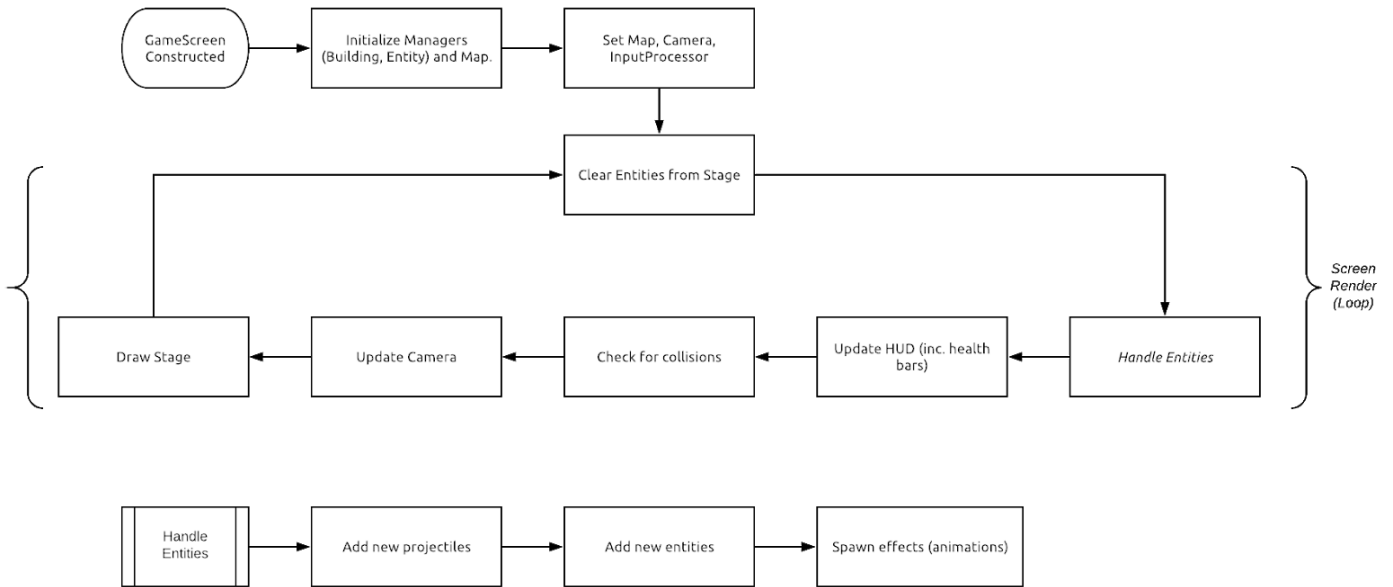 GameScreen
Constructed
Initialize Managers
(Building, Entity) and Map.
Set Map, Camera,
InputProcessor
Clear Entities from Stage
Screen
Render
(Loop)
Draw Stage
Update Camera
Check for collisions
Update HUD (inc. health
bars)
Handle Entities
Handle
Entities
Add new projectiles
Add new entities
Spawn effects (animations)